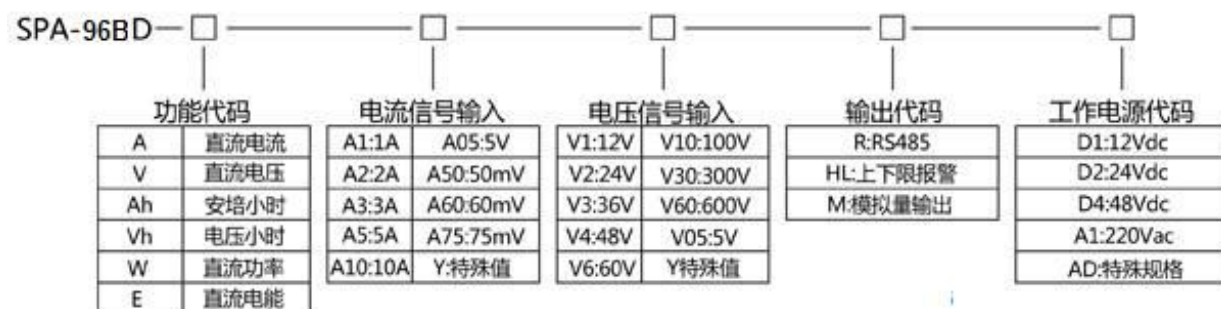 SPA-96BD
功能代码 电流信号输入 电压信号输入 输出代码 工作电源代码
A 直流电流 A1:1A A05:5V V1:12V V10:100V R:RS485 D1:12Vdc
V 直流电压 A2:2A A50:50mV V2:24V V30:300V HL:上下限报警 D2:24Vdc
Ah 安培小时 A3:3A A60:60mV V3:36V V60:600V M:模拟量输出 D4:48Vdc
Vh 电压小时 A5:5A A75:75mV V4:48V V05:5V A1:220Vac
W 直流功率 A10:10A Y:特殊值 V6:60V Y特殊值 AD:特殊规格
E 直流电能